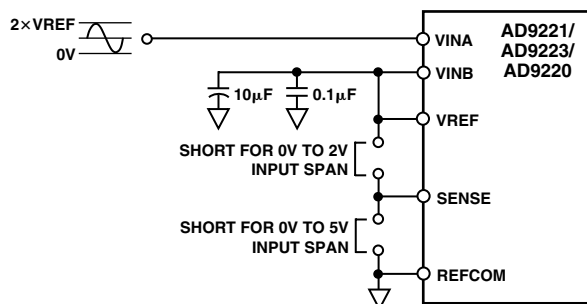 2×VREF
0V
10µF
0.1µF
SHORT FOR 0V TO 2V
INPUT SPAN
SHORT FOR 0V TO 5V
INPUT SPAN
VINA
VINB
VREF
SENSE
REFCOM
AD9221/
AD9223/
AD9220